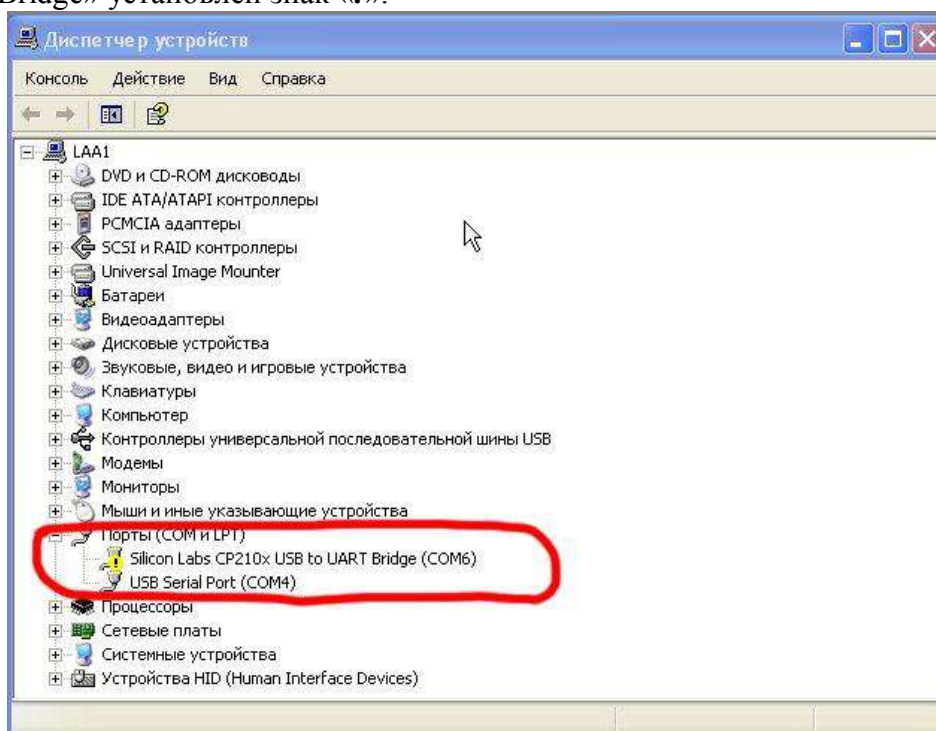 Bridge» установлен знак «!».
Диспетчер устройств
Консоль Действие Вид Справка
LAA1
DVD и CD-ROM дисководы
IDE ATA/ATAPI контроллеры
PCMCIA адаптеры
SCSI и RAID контроллеры
Universal Image Mounter
Батареи
Видеоадаптеры
Дисковые устройства
Звуковые, видео и игровые устройства
Клавиатуры
Компьютер
Контроллеры универсальной последовательной шины USB
Модемы
Мониторы
Мыши и иные указывающие устройства
Порты (COM и LPT)
Silicon Labs CP210x USB to UART Bridge (COM6)
USB Serial Port (COM4)
Процессоры
Сетевые платы
Системные устройства
Устройства HID (Human Interface Devices)